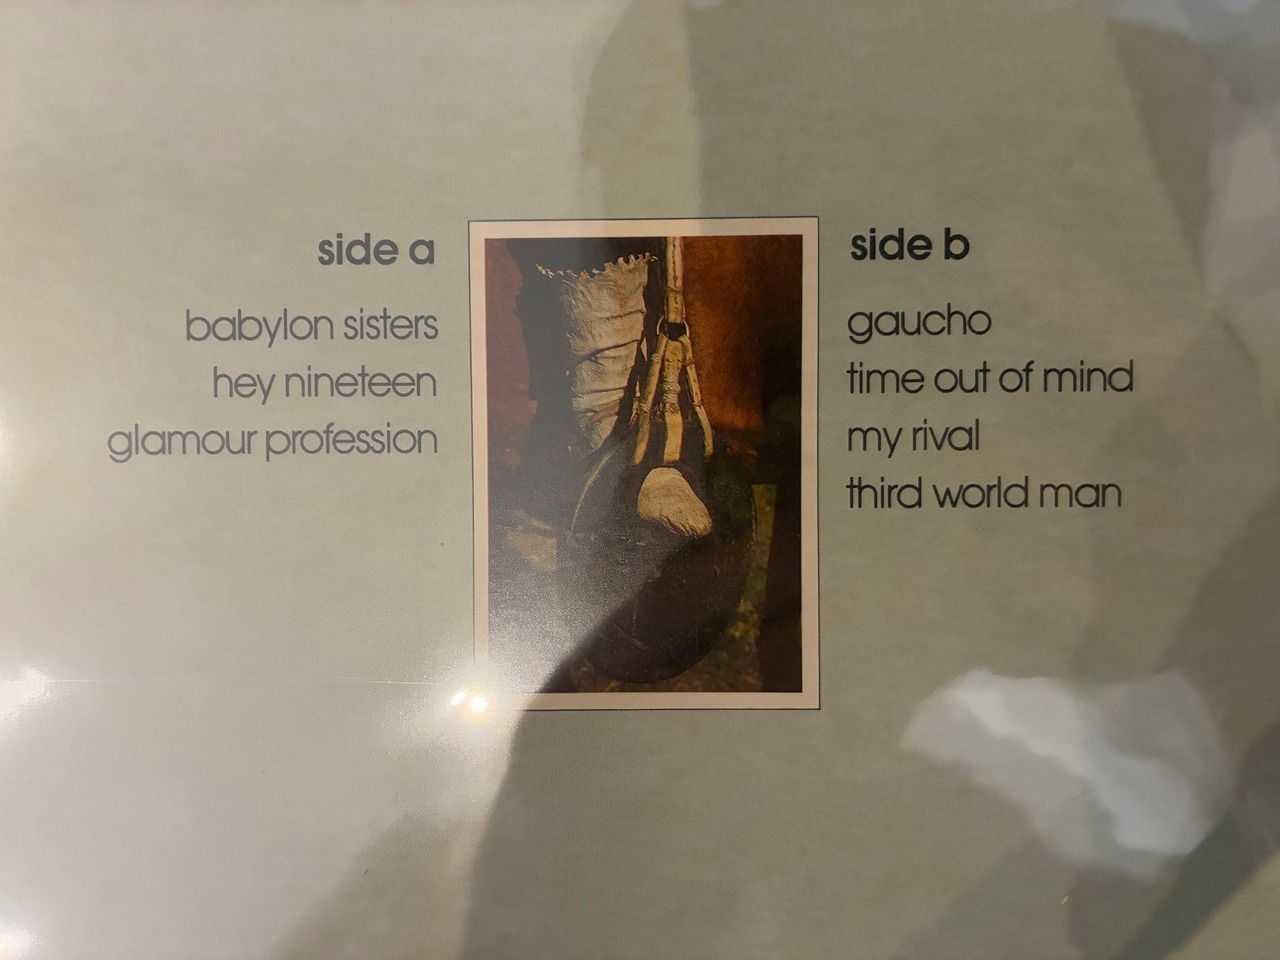 side a
babylon sisters
hey nineteen
glamour profession
side b
gaucho
time out of mind
my rival
third world man